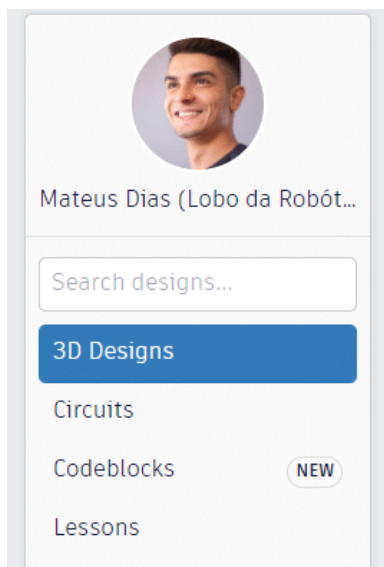 Mateus Dias (Lobo da Robót...
Search designs...
3D Designs
Circuits
Codeblocks NEW
Lessons